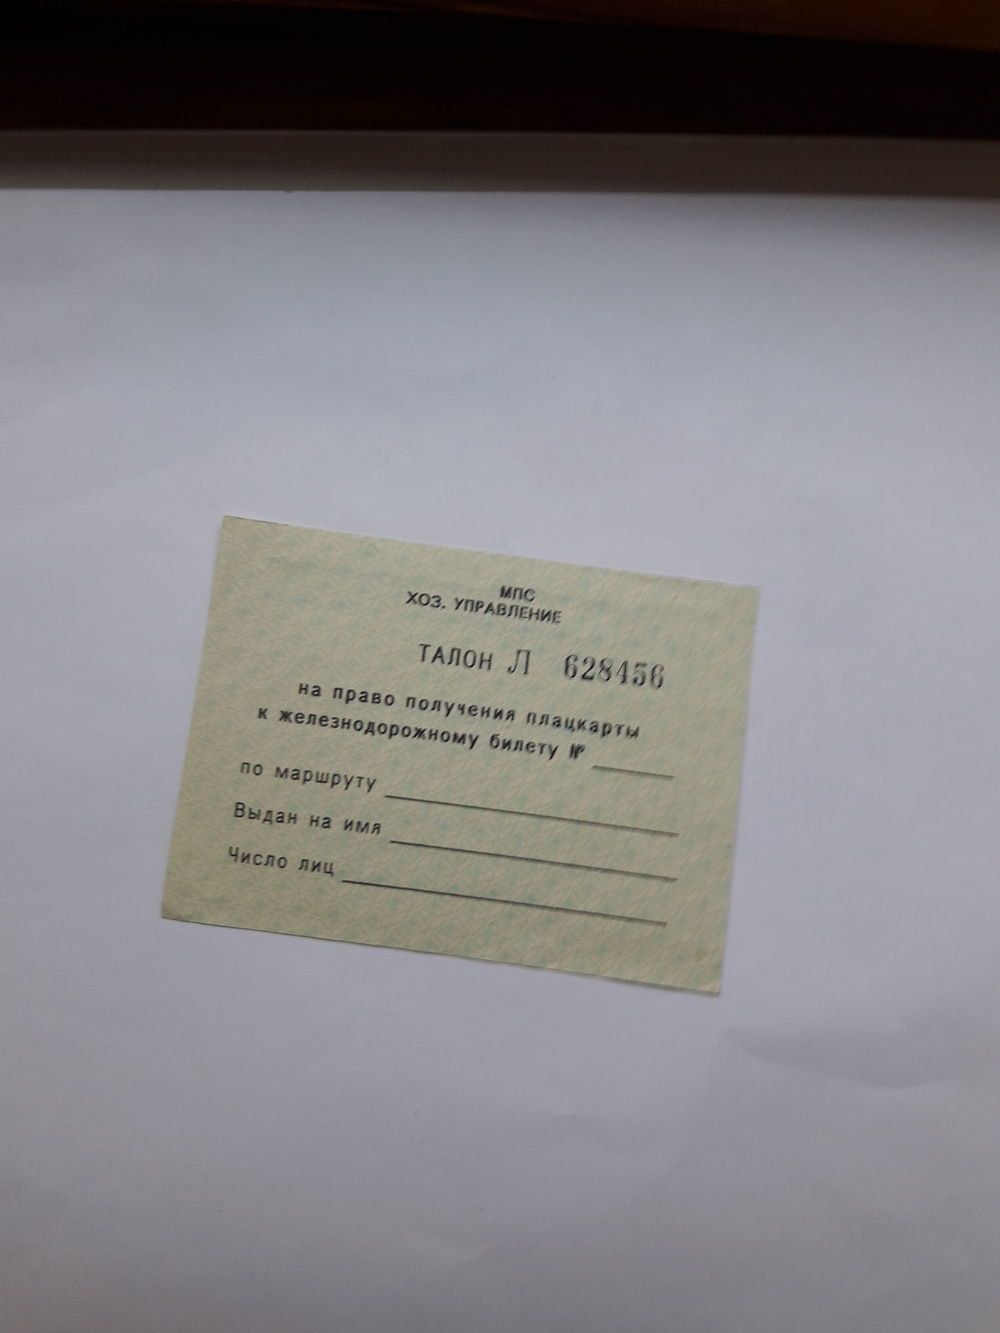 МПС
ХОЗ. УПРАВЛЕНИЕ
ТАЛОН Л 628456
на право получения плацкарты
к железнодорожному билету №
по маршруту
Выдан на имя
Число лиц